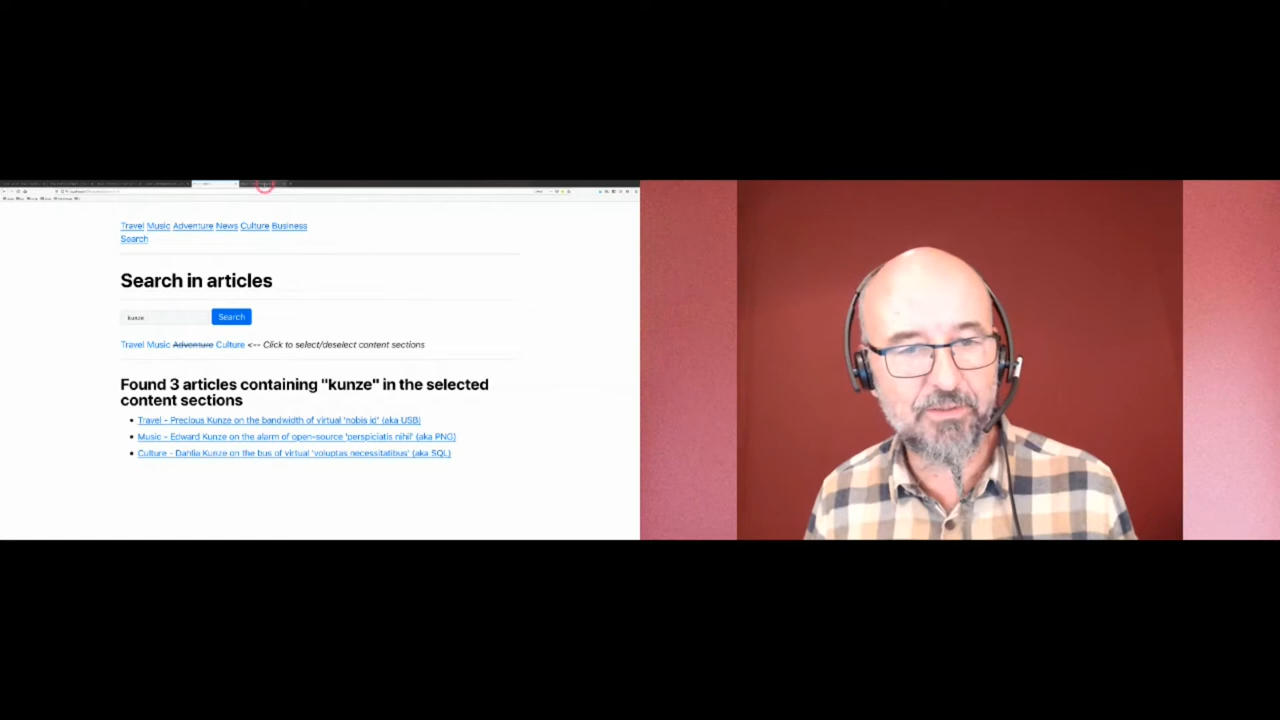 Travel Music Adventure News Culture Business
Search
Search in articles
kunze
Search
Travel Music Adventure Culture <-- Click to select/deselect content sections
Found 3 articles containing "kunze" in the selected
content sections
Travel - Precious Kunze on the bandwidth of virtual 'nobis id' (aka USB)
Music - Edward Kunze on the alarm of open-source 'perspiciatis nihil' (aka PNG)
Culture - Dahlia Kunze on the bus of virtual 'voluptas necessitatibus' (aka SQL)